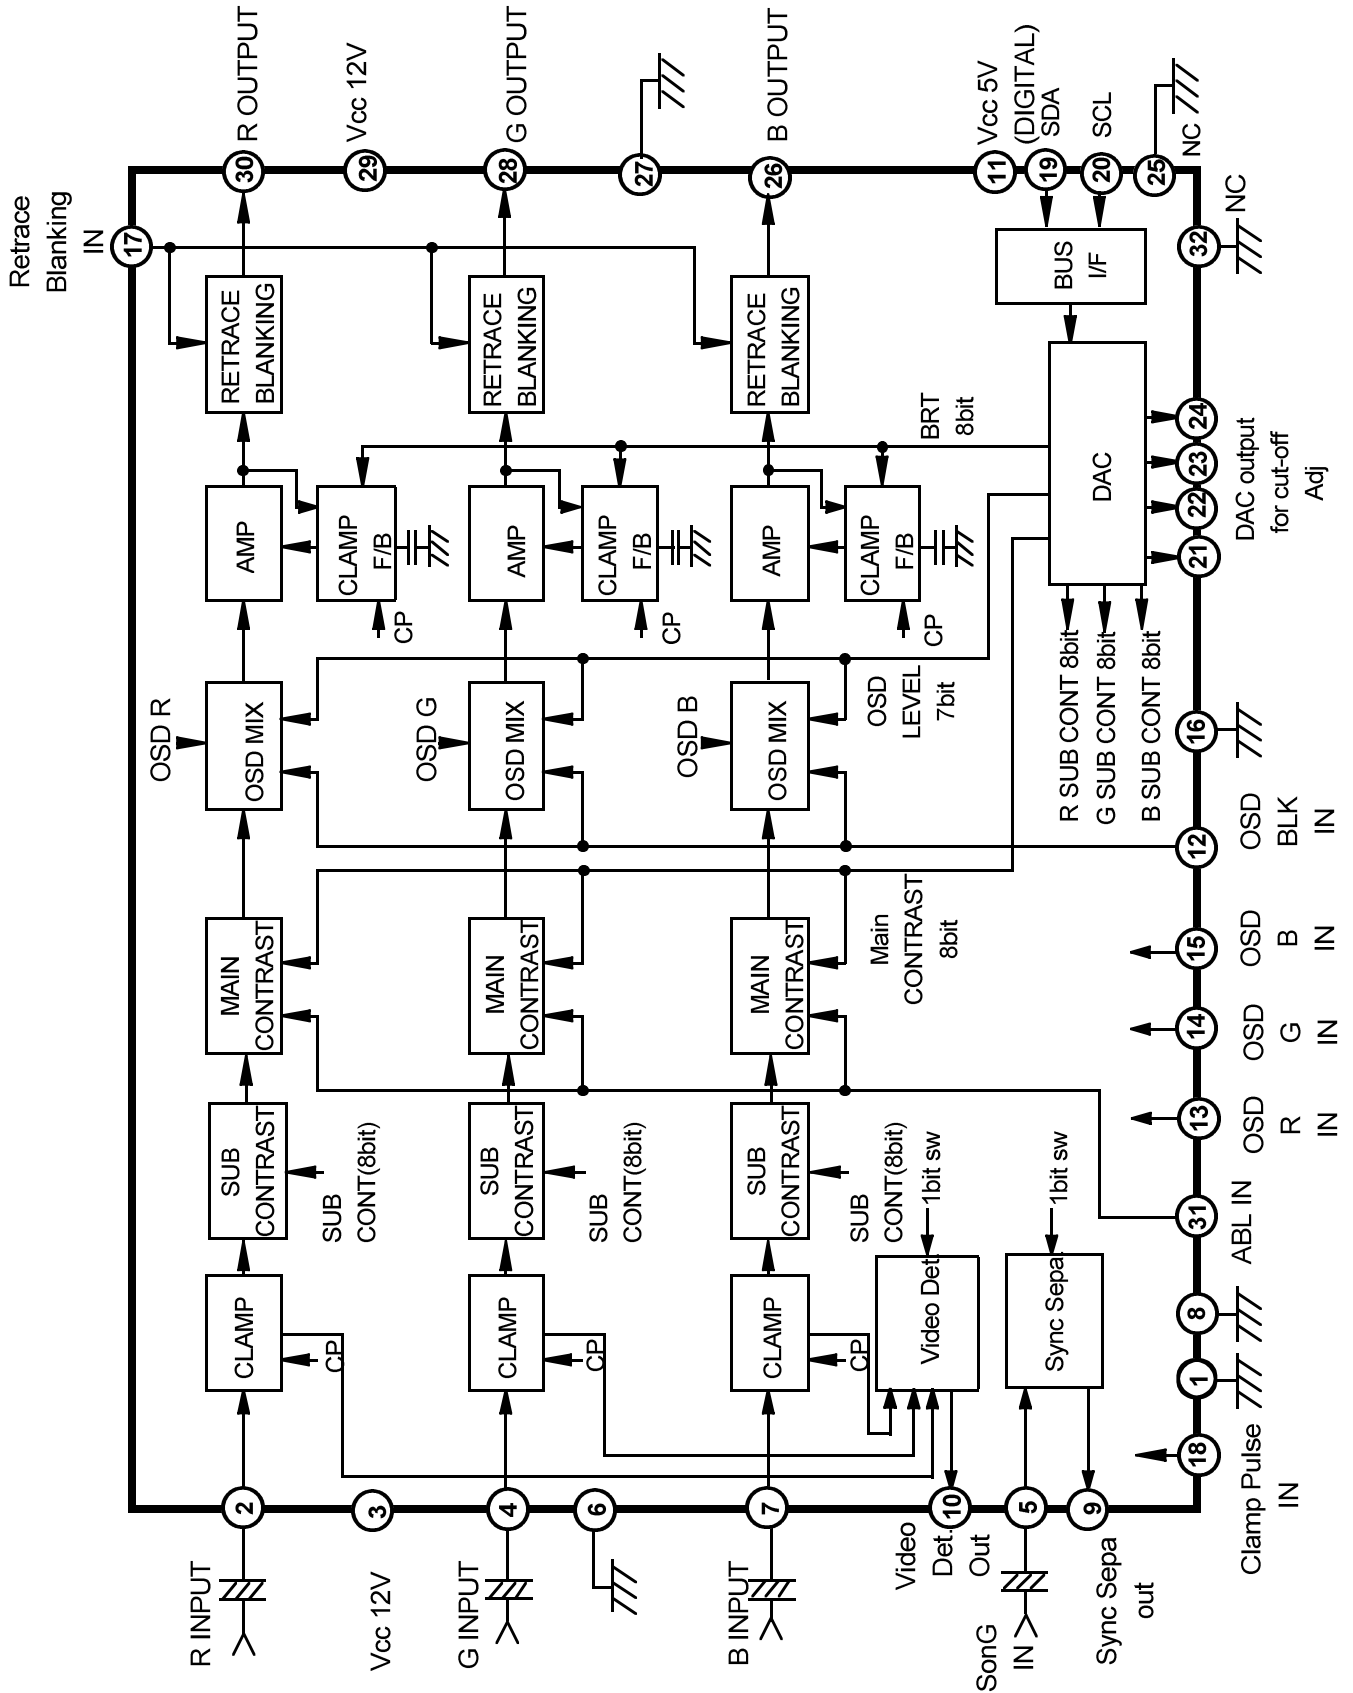 Retrace
Blanking
IN
17
R OUTPUT
30
Vcc 12V
29
G OUTPUT
28
27
B OUTPUT
26
Vcc 5V
(DIGITAL)
11
SDA
19
SCL
20
NC
25
NC
32
RETRACE
BLANKING
RETRACE
BLANKING
RETRACE
BLANKING
BUS
I/F
BRT
8bit
DAC
24
23
22
21
DAC output
for cut-off
Adj
AMP
CLAMP
F/B
CP
AMP
CLAMP
F/B
CP
AMP
CLAMP
F/B
CP
R SUB CONT 8bit
G SUB CONT 8bit
B SUB CONT 8bit
OSD R
OSD MIX
OSD G
OSD MIX
OSD B
OSD MIX
OSD
LEVEL
7bit
16
12
OSD
BLK
IN
MAIN
CONTRAST
MAIN
CONTRAST
MAIN
CONTRAST
Main
CONTRAST
8bit
15
OSD
B
IN
14
OSD
G
IN
13
OSD
R
IN
SUB
CONTRAST
SUB
CONT(8bit)
SUB
CONTRAST
SUB
CONT(8bit)
SUB
CONTRAST
SUB
CONT(8bit)
1bit sw
1bit sw
31
ABL IN
CLAMP
CP
CLAMP
CP
CLAMP
CP
Video Det.
Sync Sepa.
8
1
18
Clamp Pulse
IN
2
R INPUT
3
Vcc 12V
4
G INPUT
6
7
B INPUT
10
Video
Det.
Out
5
SonG
IN
9
Sync Sepa
out